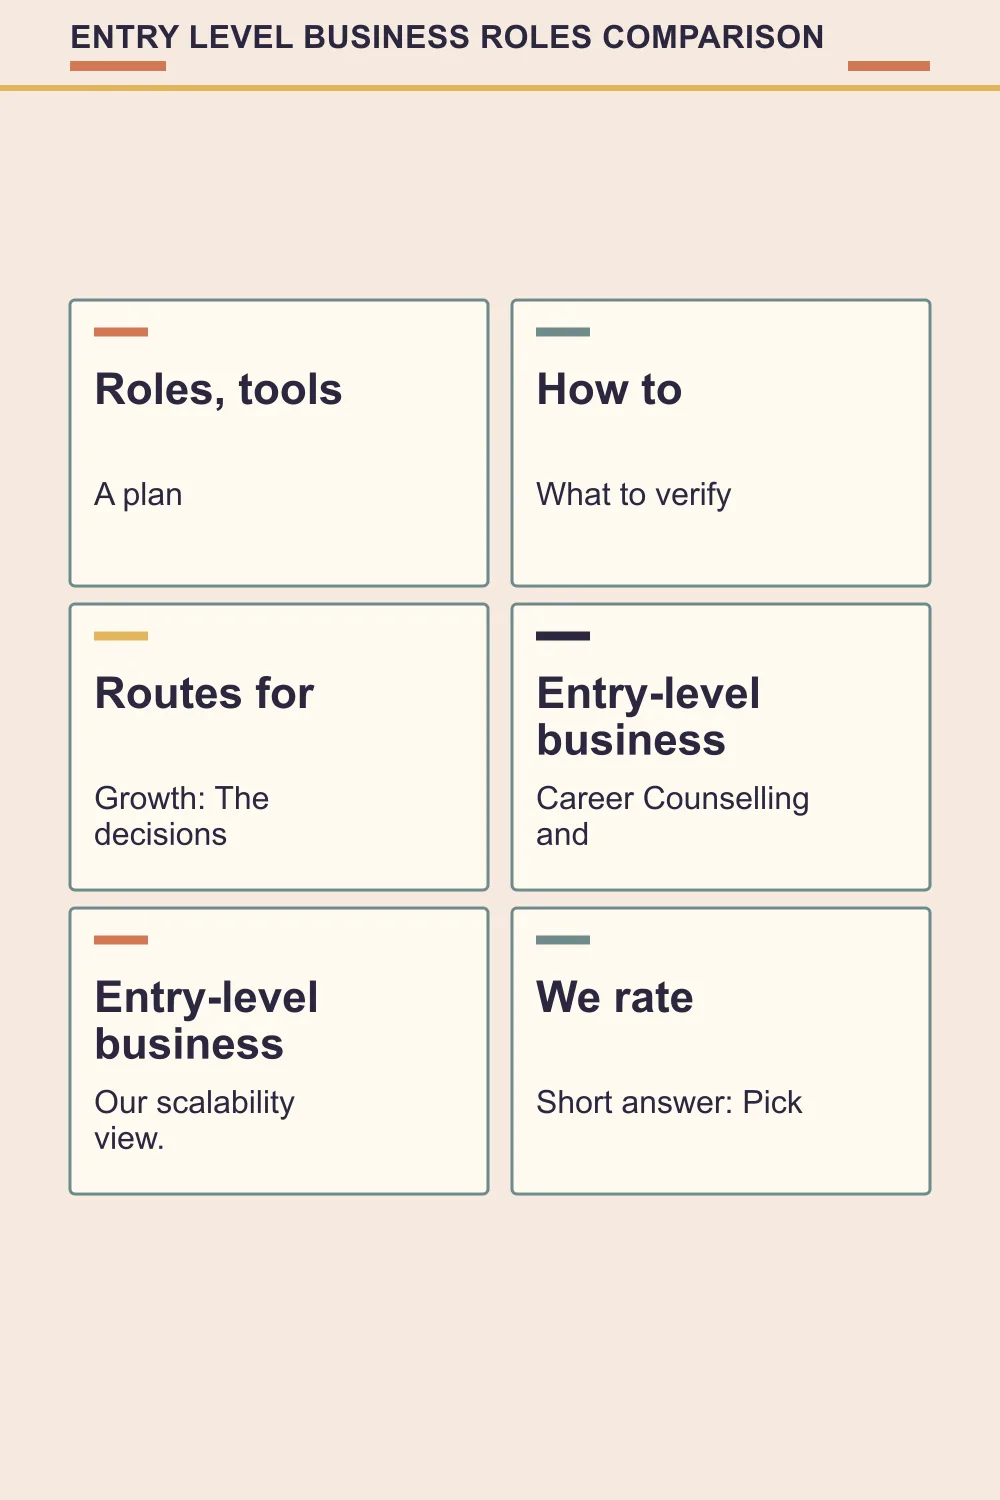 ENTRY LEVEL BUSINESS ROLES COMPARISON
Roles, tools
A plan
How to
What to verify
Routes for
Growth: The
decisions
Entry-level
business
Career Counselling
and
Entry-level
business
Our scalability
view.
We rate
Short answer: Pick